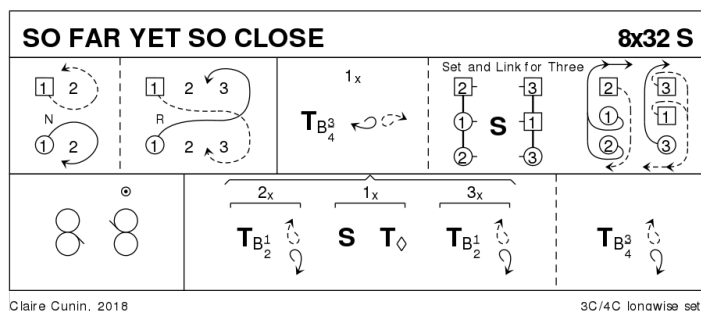 SO FAR YET SO CLOSE 8x32 S
1 2 1 2 3 1x Set and Link for Three
N R T B 3 4 2 3 2 3
1 S 1 1 1
1 2 1 2 3 2 3 2 3
2x 1x 3x
T B 1 2 S T ◊ T B 1 2 T B 3 4
Claire Cunin, 2018 3C/4C longwise set